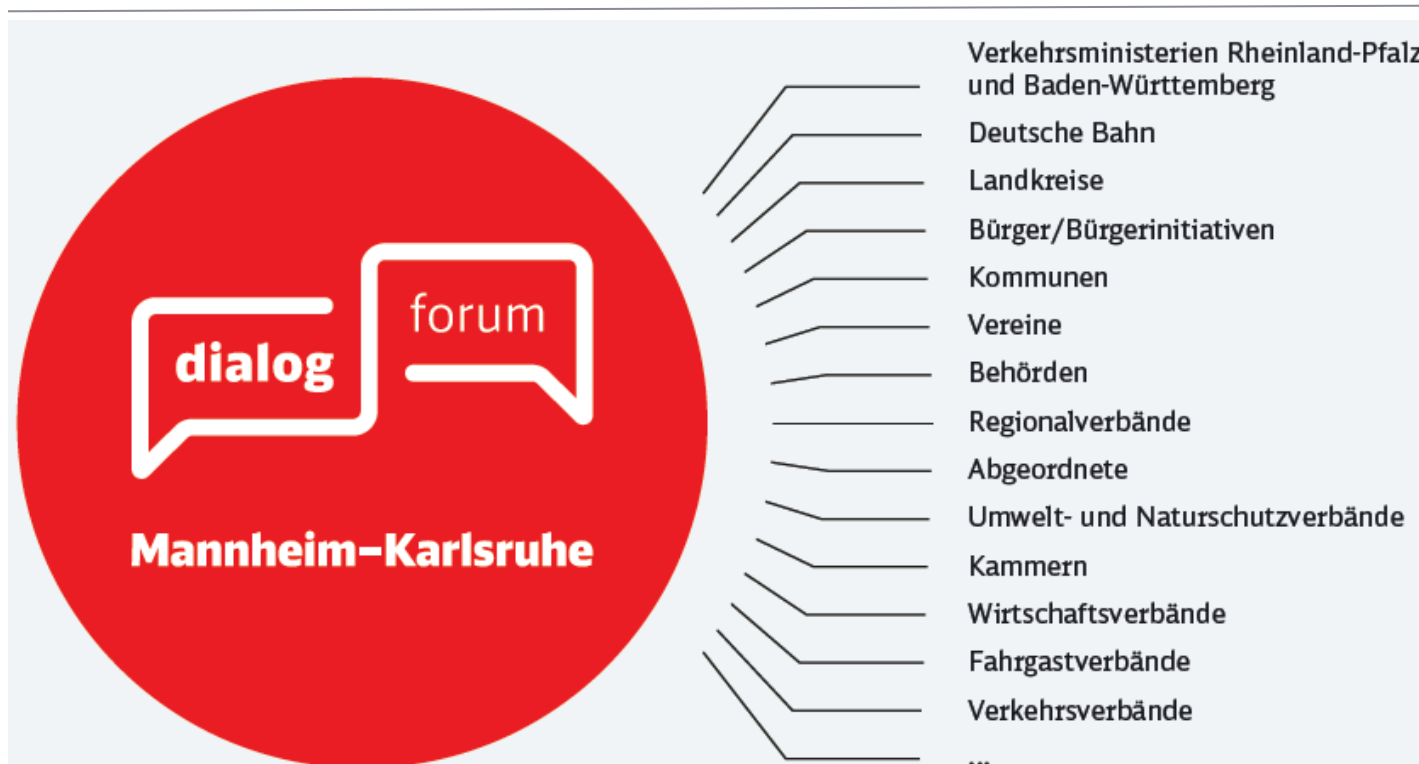 Verkehrsministerien Rheinland-Pfalz
und Baden-Württemberg
Deutsche Bahn
Landkreise
Bürger/Bürgerinitiativen
Kommunen
Vereine
Behörden
Regionalverbände
Abgeordnete
Umwelt- und Naturschutzverbände
Kammern
Wirtschaftsverbände
Fahrgastverbände
Verkehrsverbände
...
dialog
forum
Mannheim–Karlsruhe